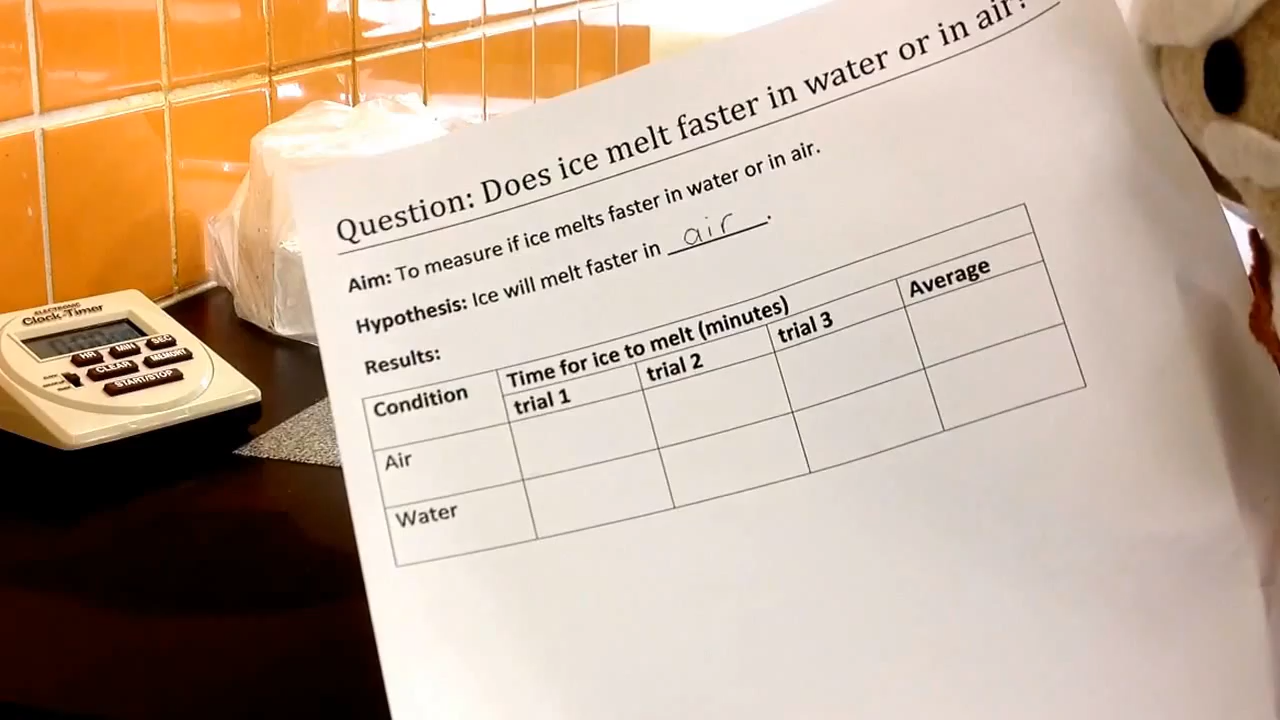 Question: Does ice melt faster in water or in air?
Aim: To measure if ice melts faster in water or in air.
Hypothesis: Ice will melt faster in air.
Results:
Condition Time for ice to melt (minutes)
trial 1 trial 2 trial 3 Average
Air
Water
ELECTRONIC
Clock•Timer
HR MIN SEC
CLEAR MEMORY
START/STOP